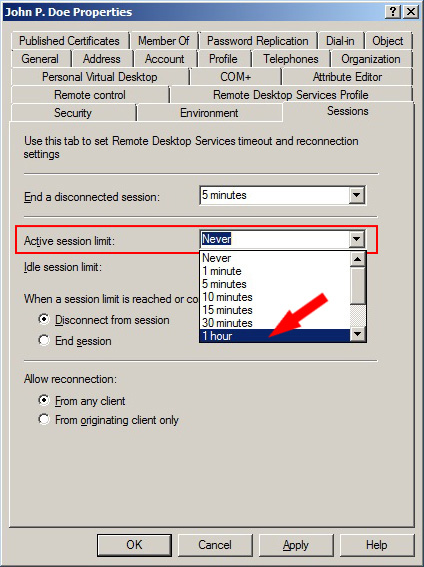 John P. Doe Properties
Published Certificates Member Of Password Replication Dial-in Object
General Address Account Profile Telephones Organization
Personal Virtual Desktop COM+ Attribute Editor
Remote control Remote Desktop Services Profile
Security Environment Sessions
Use this tab to set Remote Desktop Services timeout and reconnection
settings
End a disconnected session: 5 minutes
Active session limit: Never
Idle session limit:
Never
1 minute
5 minutes
10 minutes
15 minutes
30 minutes
1 hour
When a session limit is reached or co
Disconnect from session
End session
Allow reconnection:
From any client
From originating client only
OK Cancel Apply Help